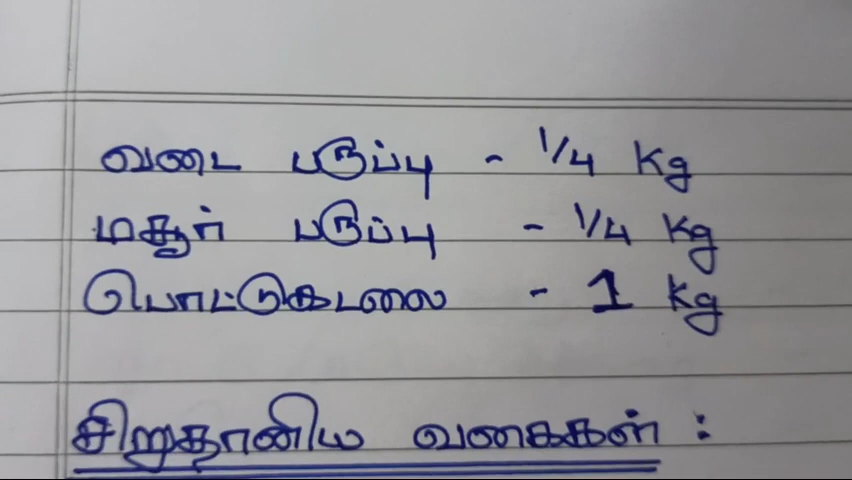 வடை பருப்பு - 1/4 Kg
மசூர் பருப்பு - 1/4 Kg
பொட்டுகடலை - 1 Kg
சிறுதானிய வகைகள் :